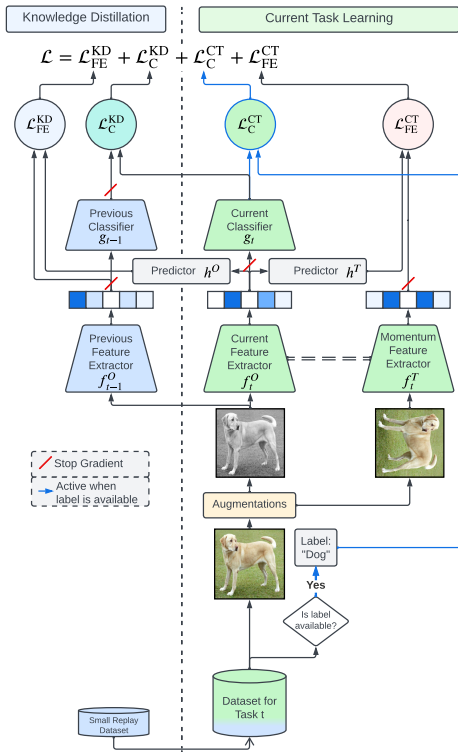 Knowledge Distillation
Current Task Learning
ℒ = ℒ_FE^KD + ℒ_C^KD + ℒ_C^CT + ℒ_FE^CT
ℒ_FE^KD
ℒ_C^KD
ℒ_C^CT
ℒ_FE^CT
Previous
Classifier
g_{t−1}
Current
Classifier
g_t
Predictor h^O
Predictor h^T
Previous
Feature
Extractor
f_{t−1}^O
Current
Feature
Extractor
f_t^O
Momentum
Feature
Extractor
f_t^T
Stop Gradient
Active when
label is available
Augmentations
Label:
"Dog"
Yes
Is label
available?
Dataset for
Task t
Small Replay
Dataset